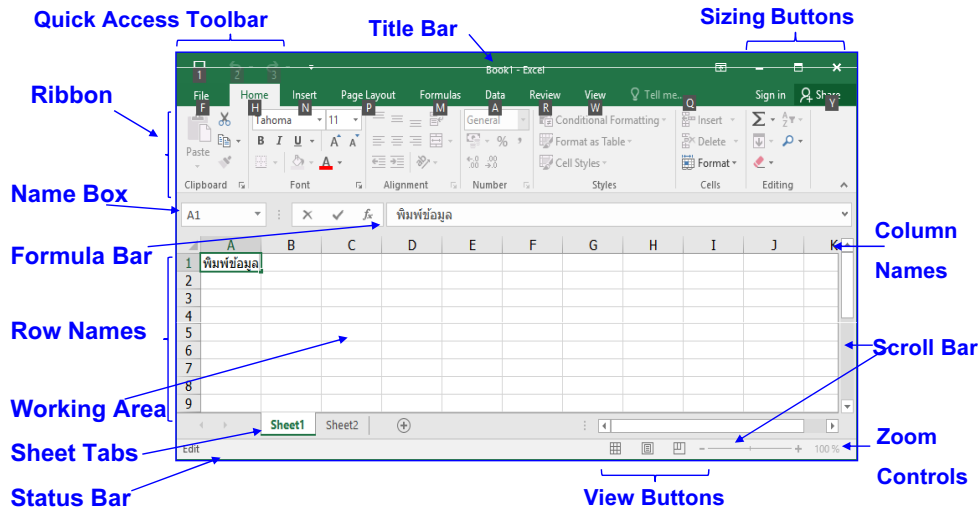 Quick Access Toolbar
Title Bar
Sizing Buttons
Book1 - Excel
1 2 3
File Home Insert Page Layout Formulas Data Review View Tell me.. Sign in Share
F H N P M A R W Q Y
Ribbon
Tahoma 11 General Conditional Formatting Insert
Paste B I U A A A % , Format as Table Delete
Cell Styles Format
Clipboard Font Alignment Number Styles Cells Editing
Name Box
A1 fx พิมพ์ข้อมูล
Formula Bar
A B C D E F G H I J K
Column
Names
1 พิมพ์ข้อมูล
2
3
4
5
6
7
8
9
Row Names
Scroll Bar
Working Area
Sheet1 Sheet2
Sheet Tabs
Edit 100 %
Zoom
Controls
Status Bar
View Buttons